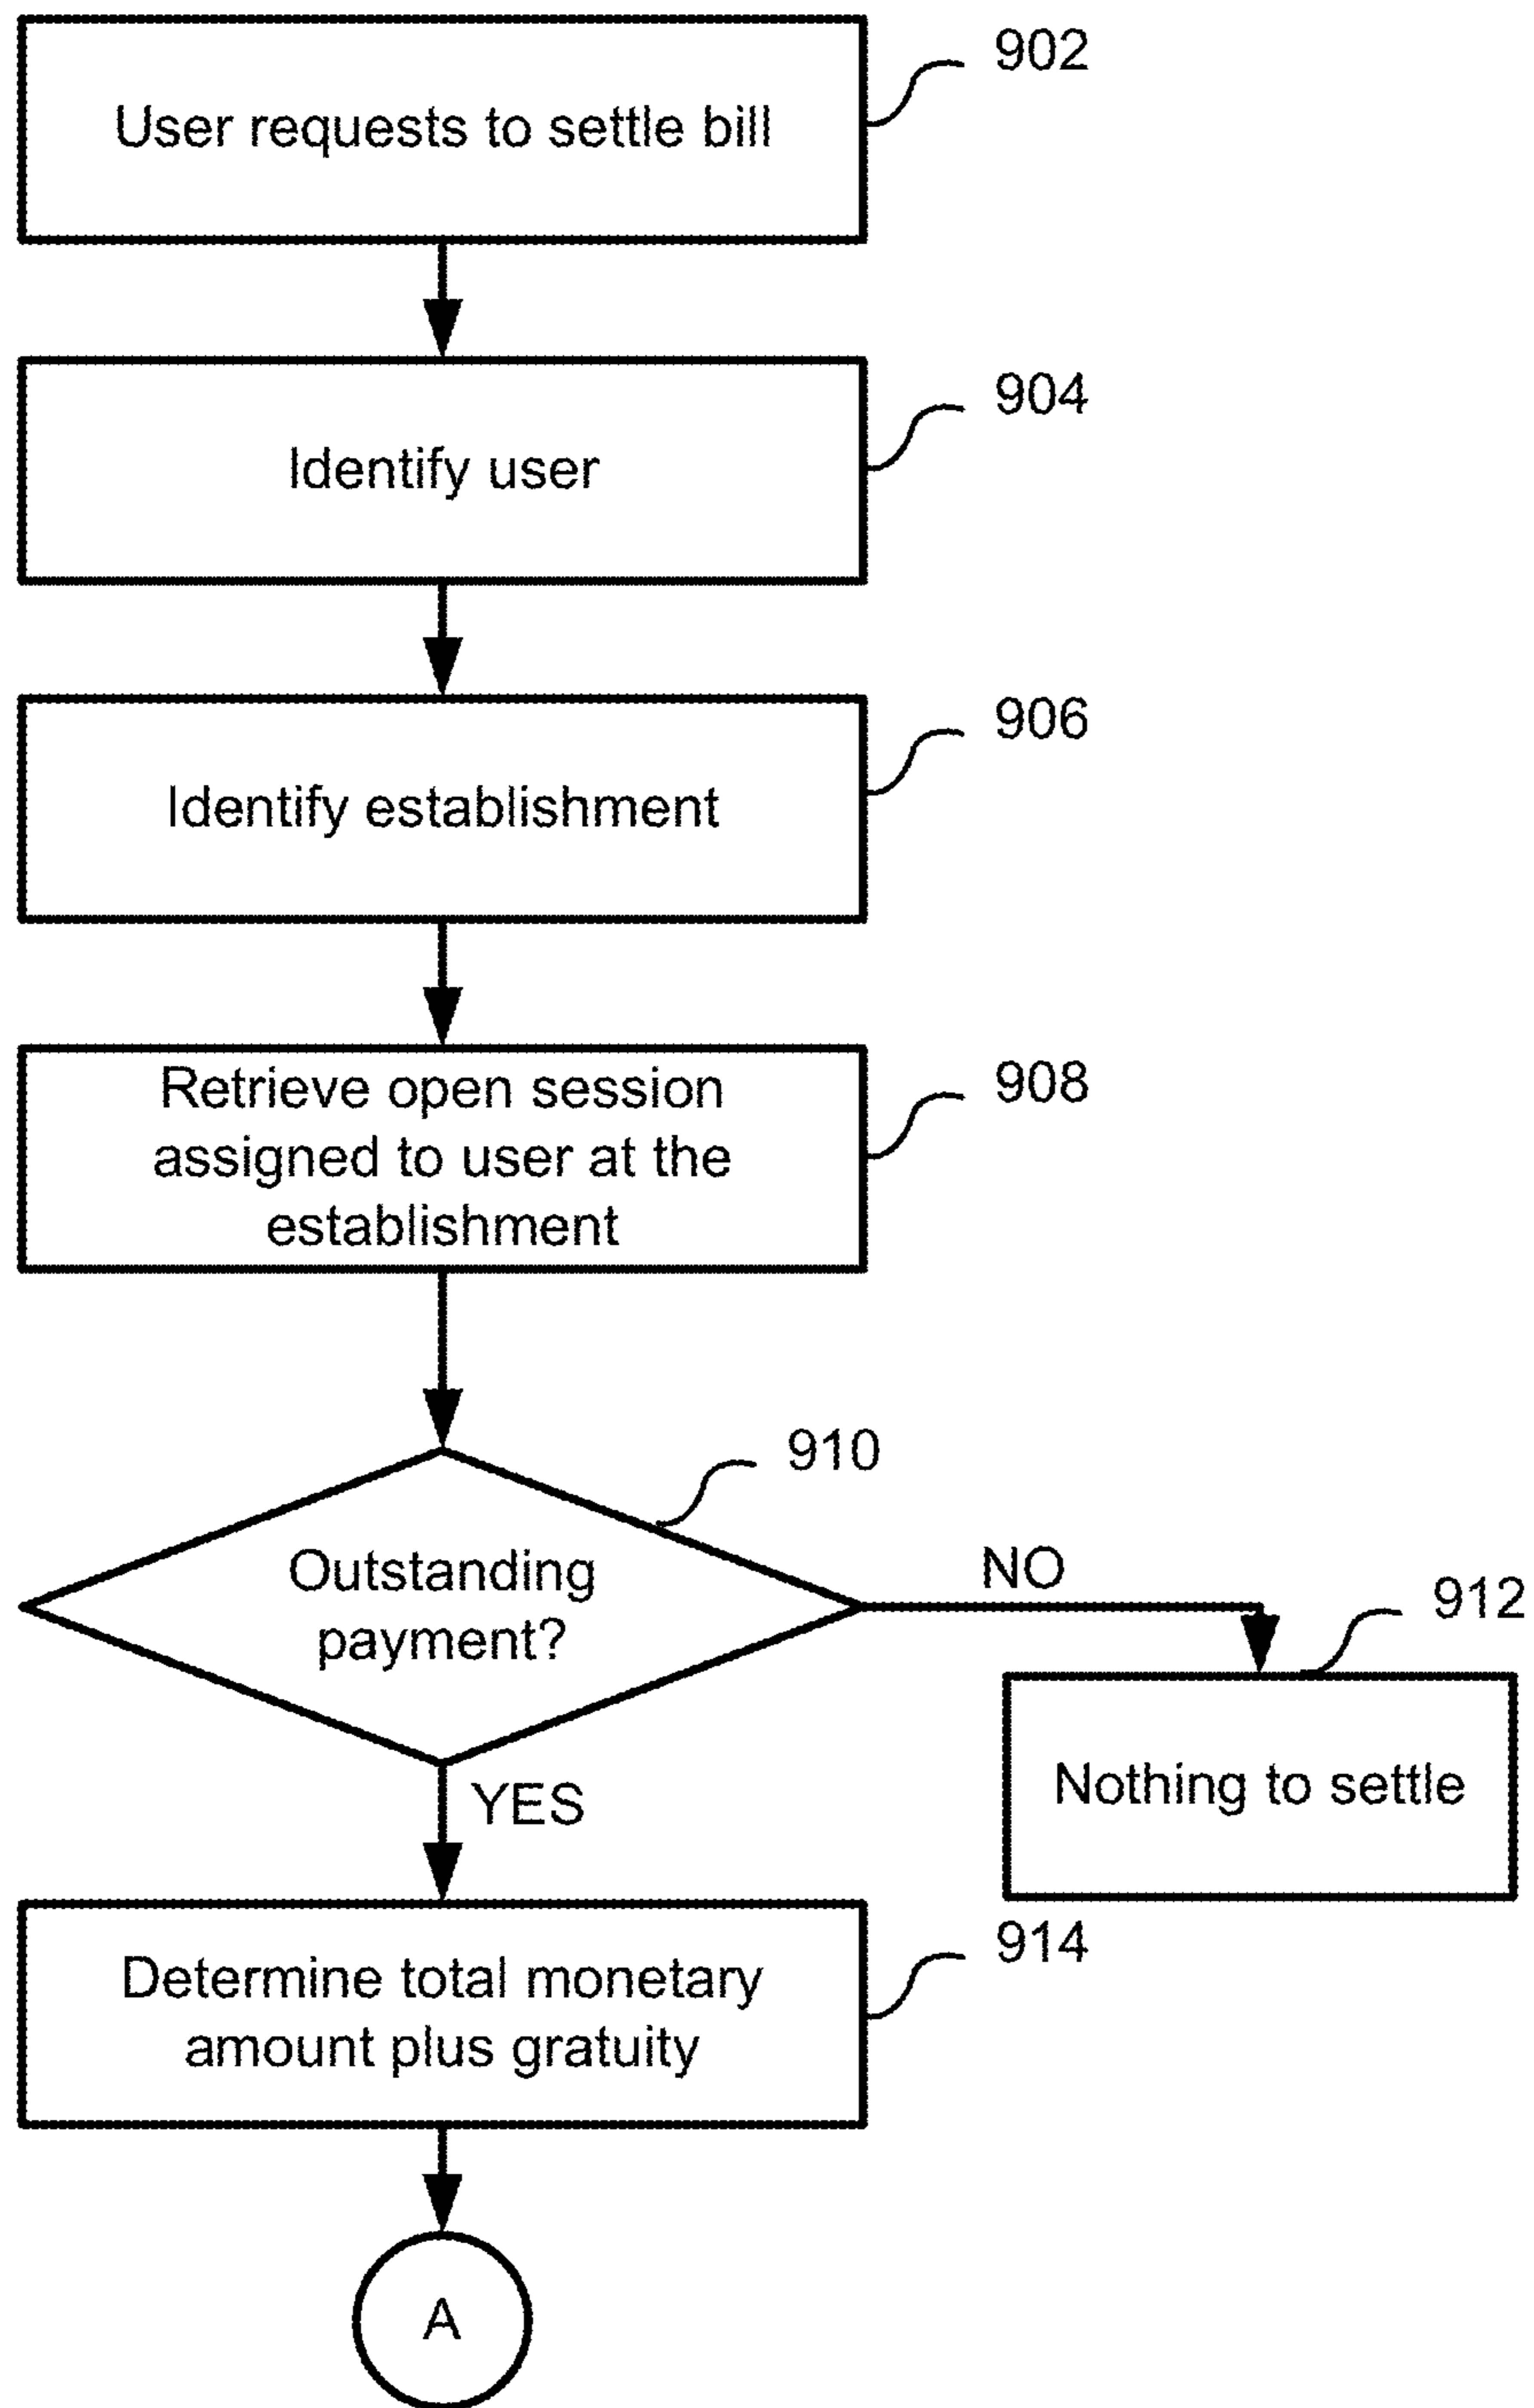 902
User requests to settle bill
904
Identify user
906
Identify establishment
908
Retrieve open session
assigned to user at the
establishment
910
Outstanding
payment?
NO
912
Nothing to settle
YES
914
Determine total monetary
amount plus gratuity
A